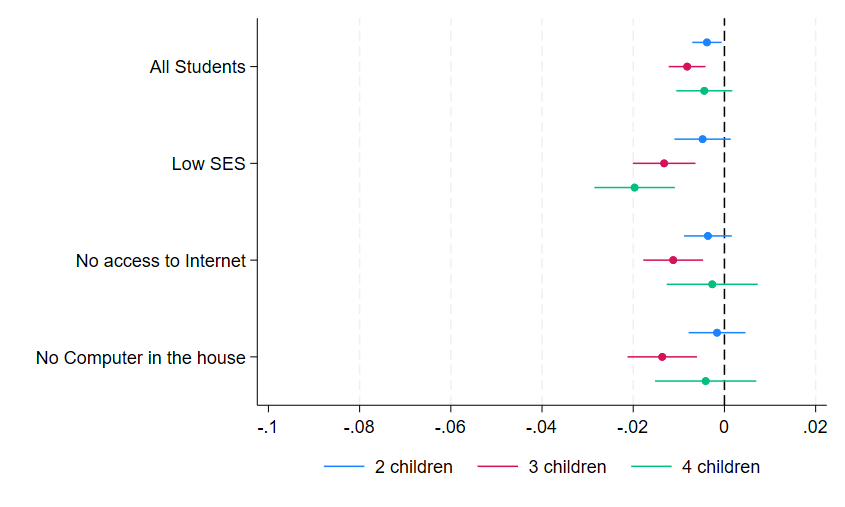 All Students
Low SES
No access to Internet
No Computer in the house
-.1 -.08 -.06 -.04 -.02 0 .02
2 children 3 children 4 children